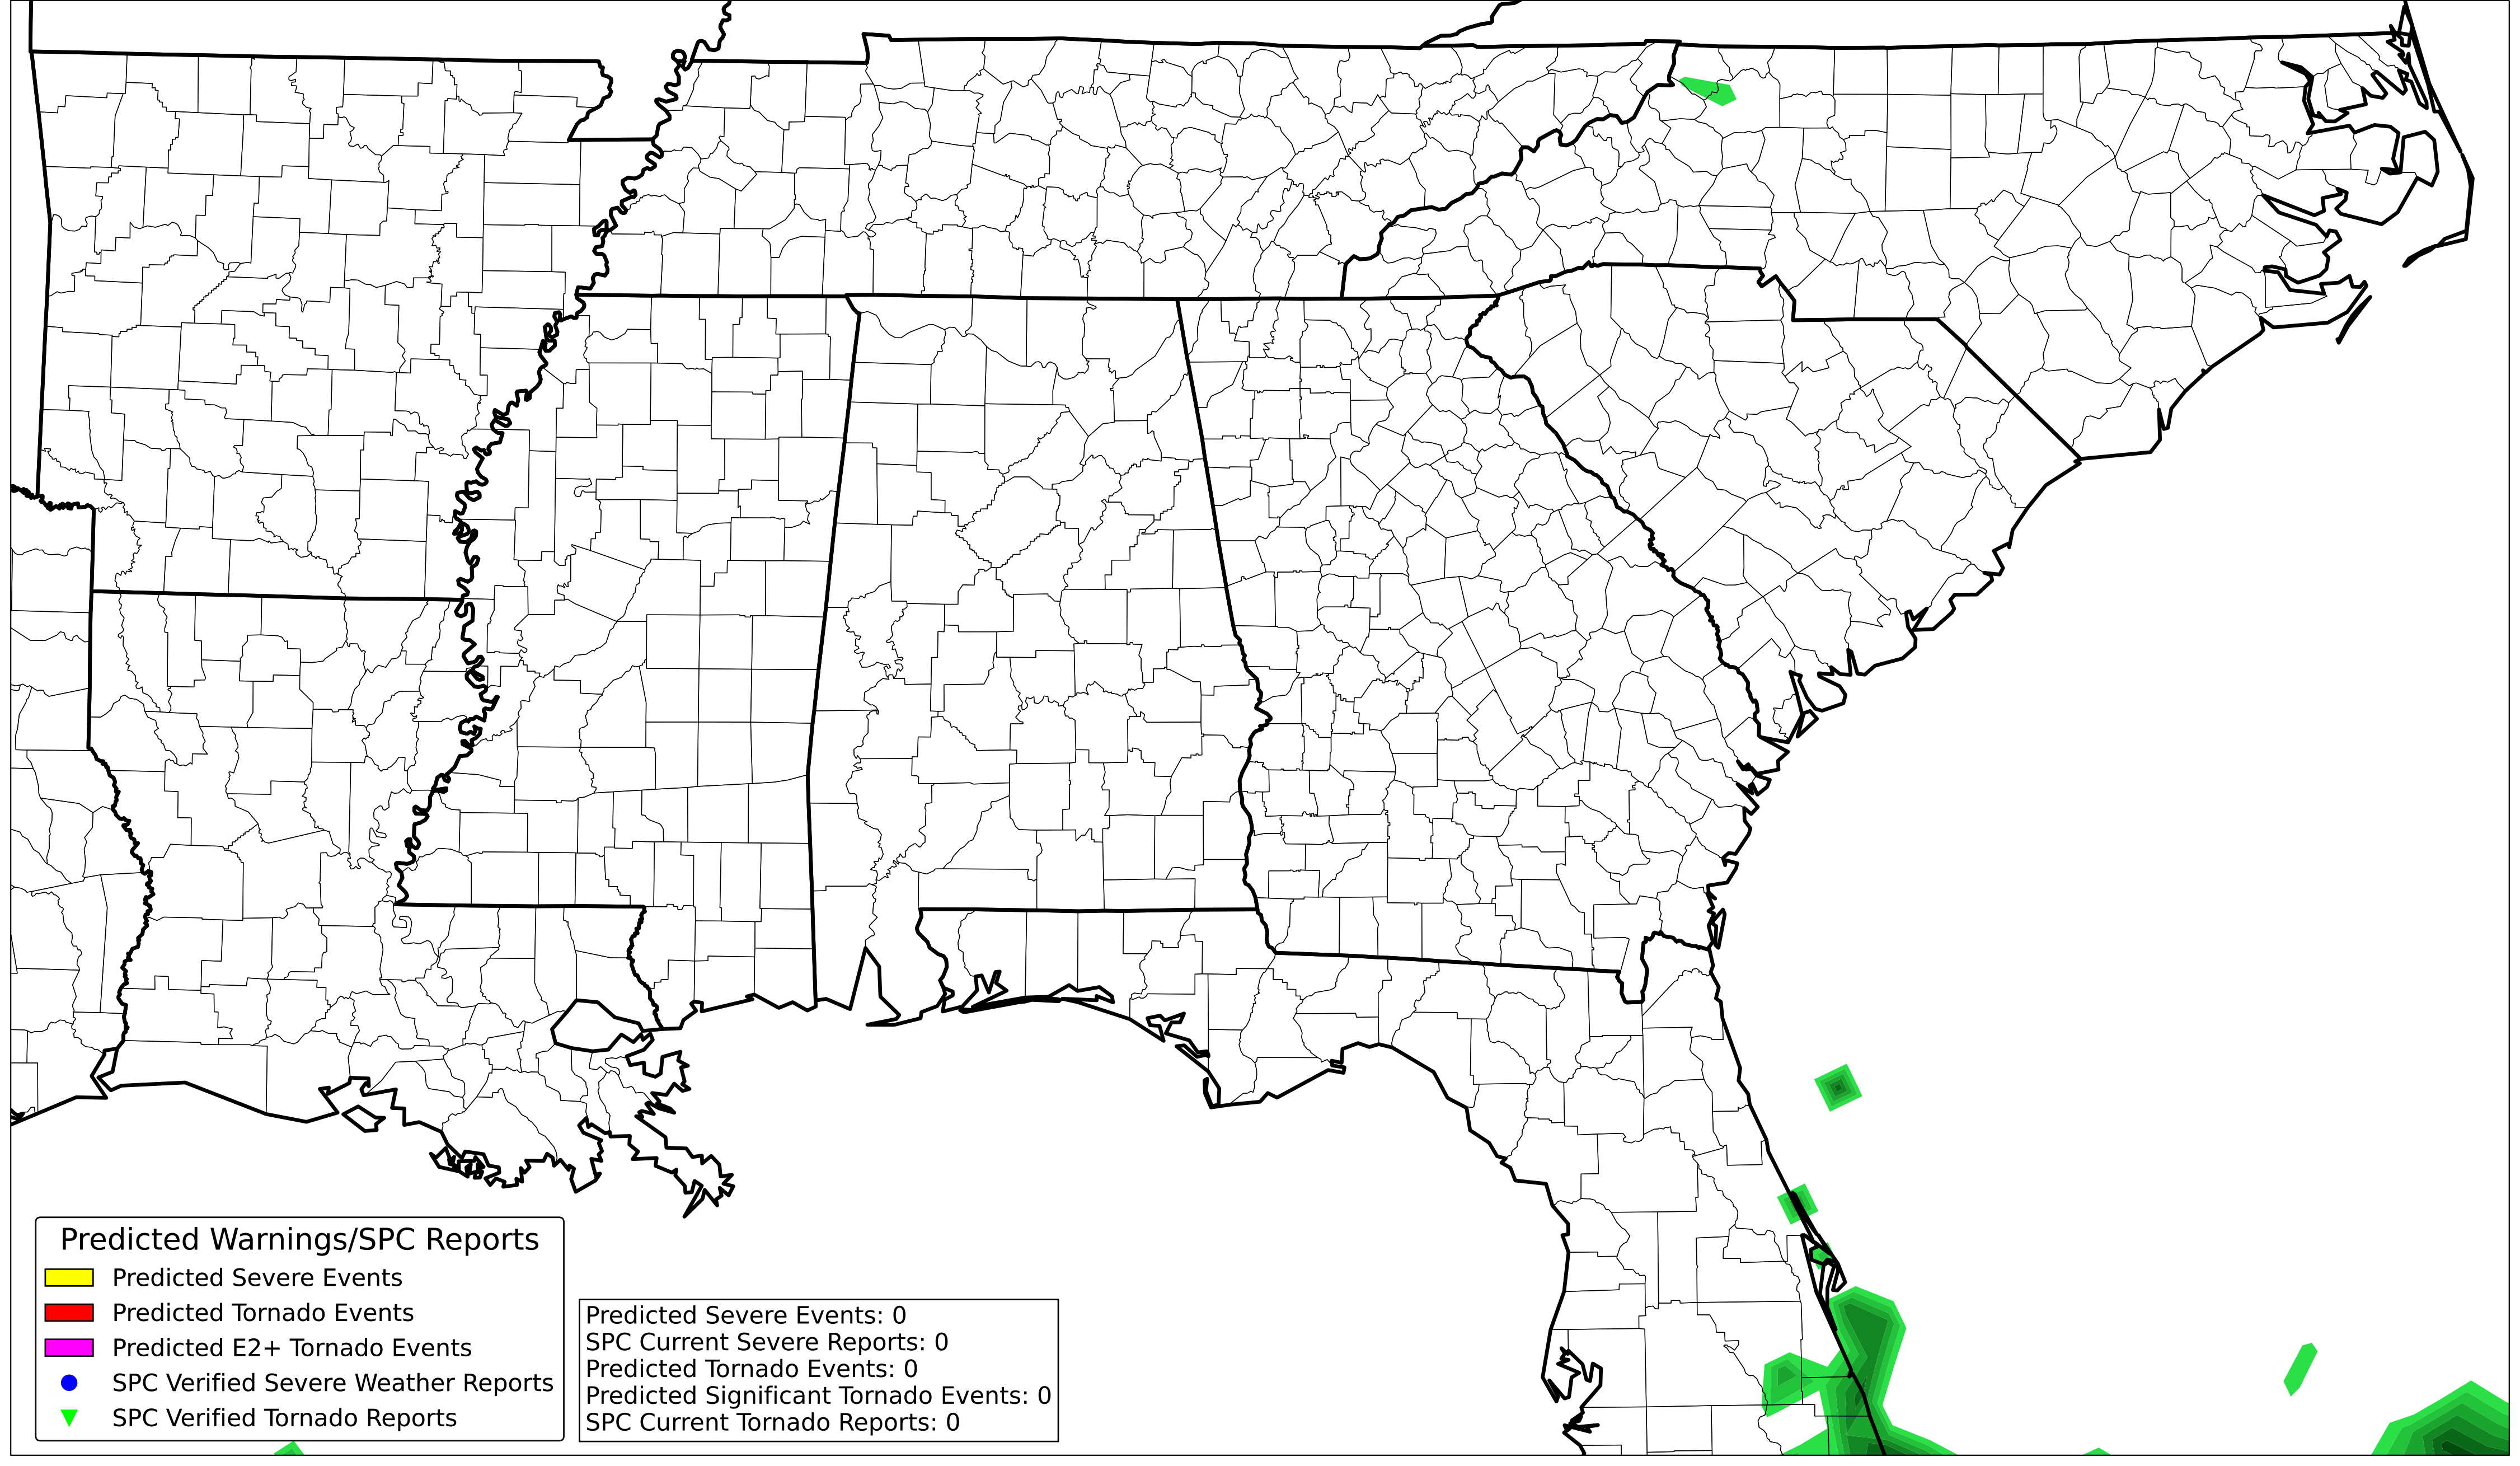 Predicted Warnings/SPC Reports
Predicted Severe Events
Predicted Tornado Events
Predicted E2+ Tornado Events
SPC Verified Severe Weather Reports
SPC Verified Tornado Reports
Predicted Severe Events: 0
SPC Current Severe Reports: 0
Predicted Tornado Events: 0
Predicted Significant Tornado Events: 0
SPC Current Tornado Reports: 0